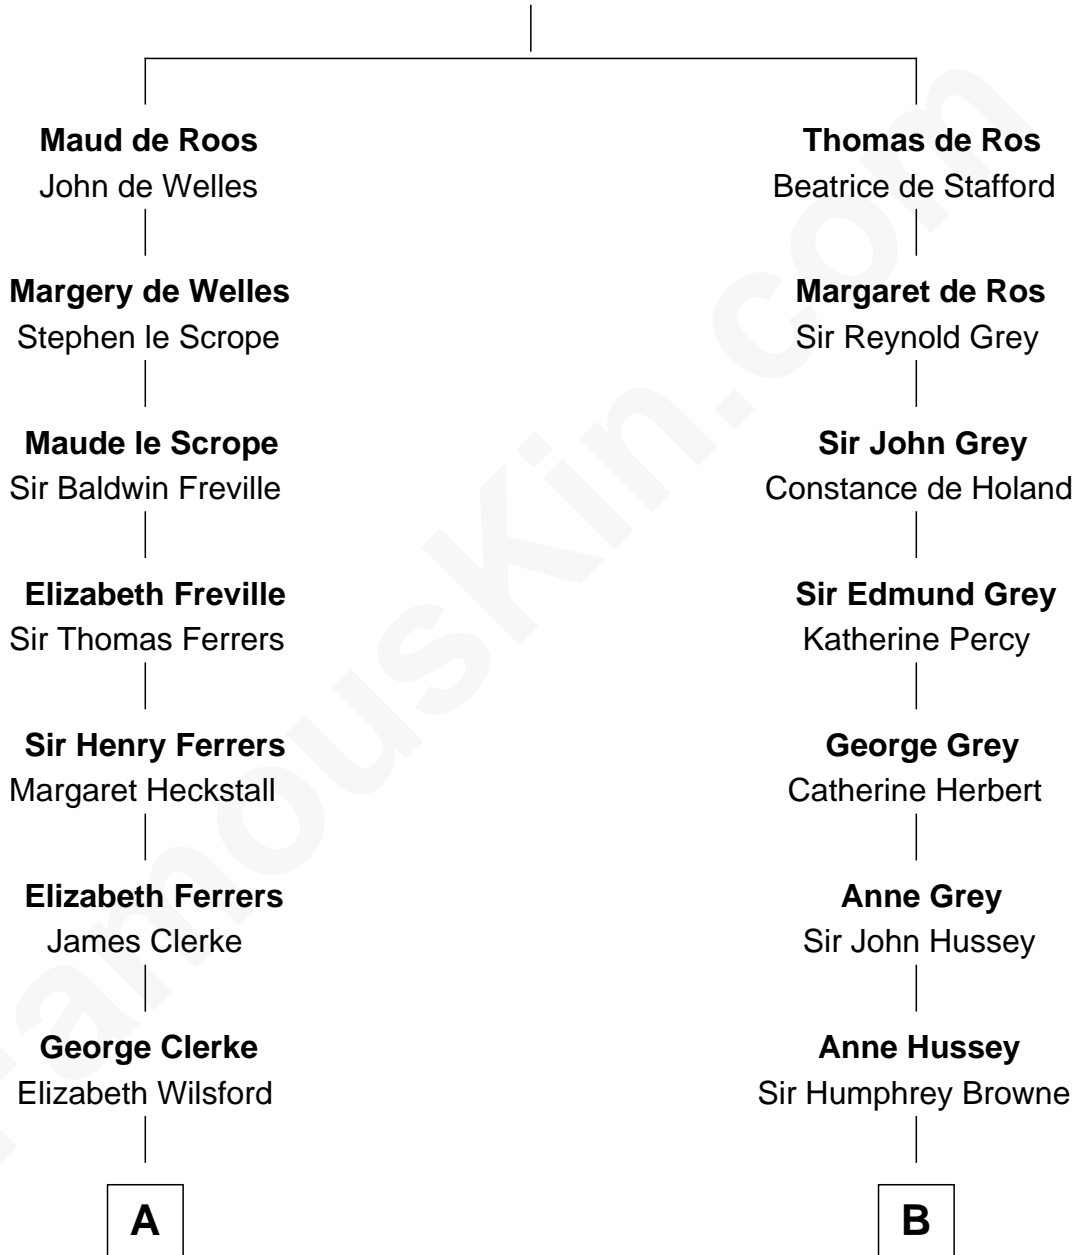 Maud de Roos
John de Welles
Thomas de Ros
Beatrice de Stafford
Margery de Welles
Stephen le Scrope
Margaret de Ros
Sir Reynold Grey
Maude le Scrope
Sir Baldwin Freville
Sir John Grey
Constance de Holand
Elizabeth Freville
Sir Thomas Ferrers
Sir Edmund Grey
Katherine Percy
Sir Henry Ferrers
Margaret Heckstall
George Grey
Catherine Herbert
Elizabeth Ferrers
James Clerke
Anne Grey
Sir John Hussey
George Clerke
Elizabeth Wilsford
Anne Hussey
Sir Humphrey Browne
A
B
FamousKin.com